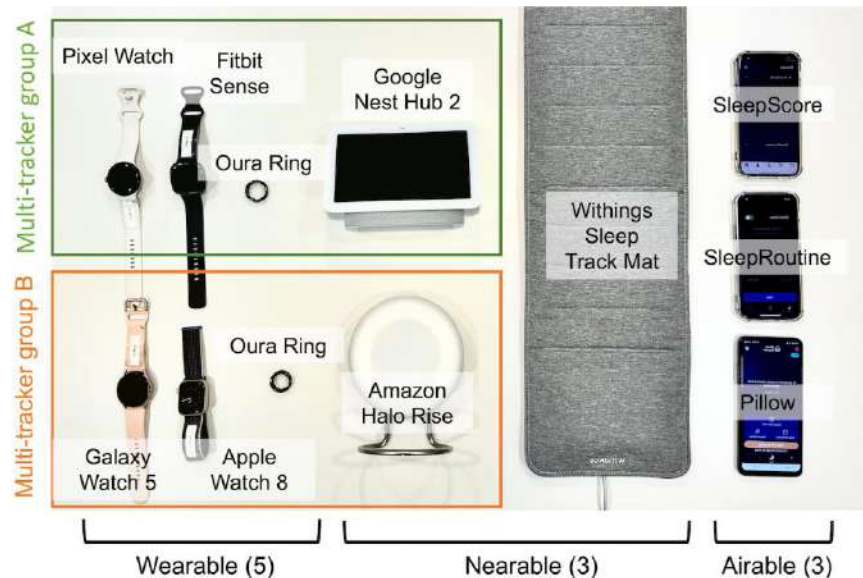 Multi-tracker group A
Pixel Watch
Fitbit
Sense
Oura Ring
Google
Nest Hub 2
Withings
Sleep
Track Mat
SleepScore
SleepRoutine
Pillow
Multi-tracker group B
Oura Ring
Amazon
Halo Rise
Galaxy
Watch 5
Apple
Watch 8
WITHINGS
Wearable (5)
Nearable (3)
Airable (3)